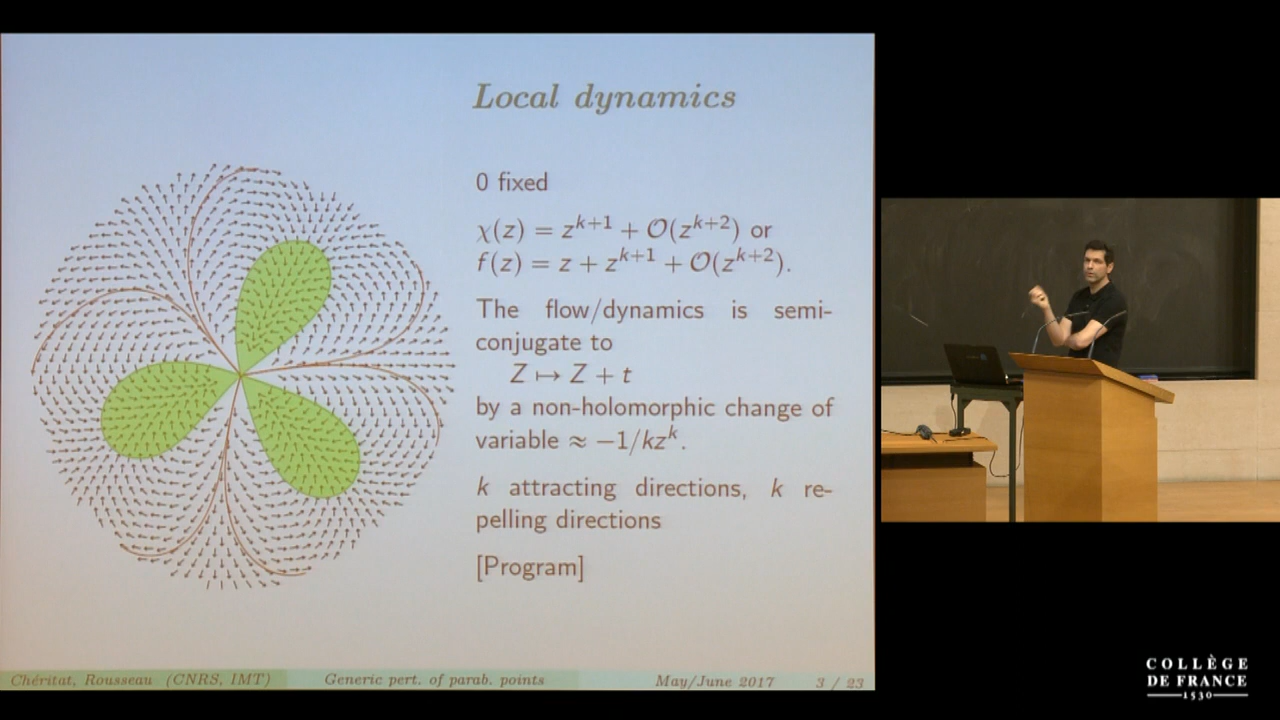 Local dynamics
0 fixed
χ(z) = z^{k+1} + O(z^{k+2}) or
f(z) = z + z^{k+1} + O(z^{k+2}).
The flow/dynamics is semi-
conjugate to
Z ↦ Z + t
by a non-holomorphic change of
variable ≈ −1/kz^k.
k attracting directions, k re-
pelling directions
[Program]
Chéritat, Rousseau (CNRS, IMT) Generic pert. of parab. points May/June 2017 3 / 23
COLLÈGE
DE FRANCE
1530